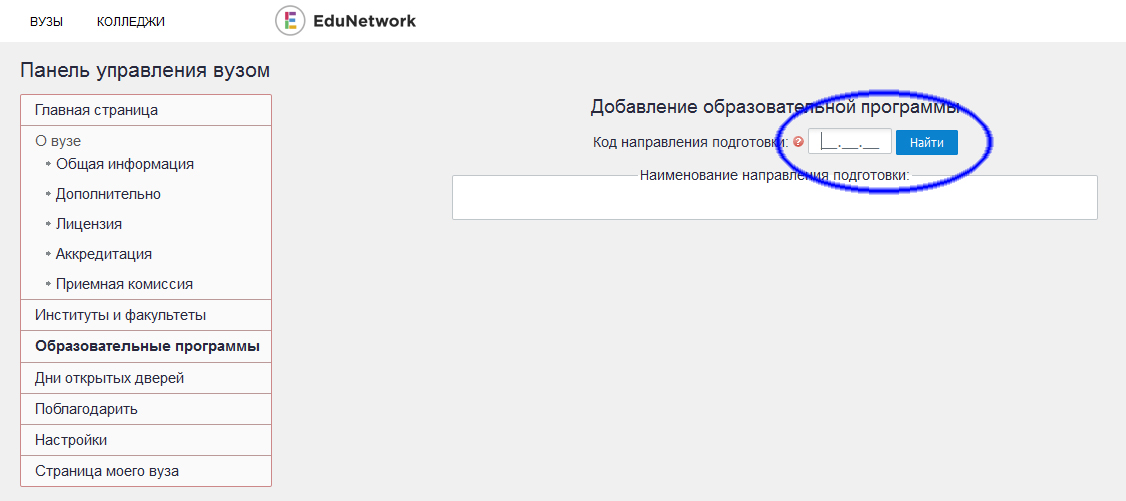 ВУЗЫ КОЛЛЕДЖИ EduNetwork
Панель управления вузом
Главная страница
О вузе
Общая информация
Дополнительно
Лицензия
Аккредитация
Приемная комиссия
Институты и факультеты
Образовательные программы
Дни открытых дверей
Поблагодарить
Настройки
Страница моего вуза
Добавление образовательной программы
Код направления подготовки: ? __.__.__ Найти
Наименование направления подготовки: